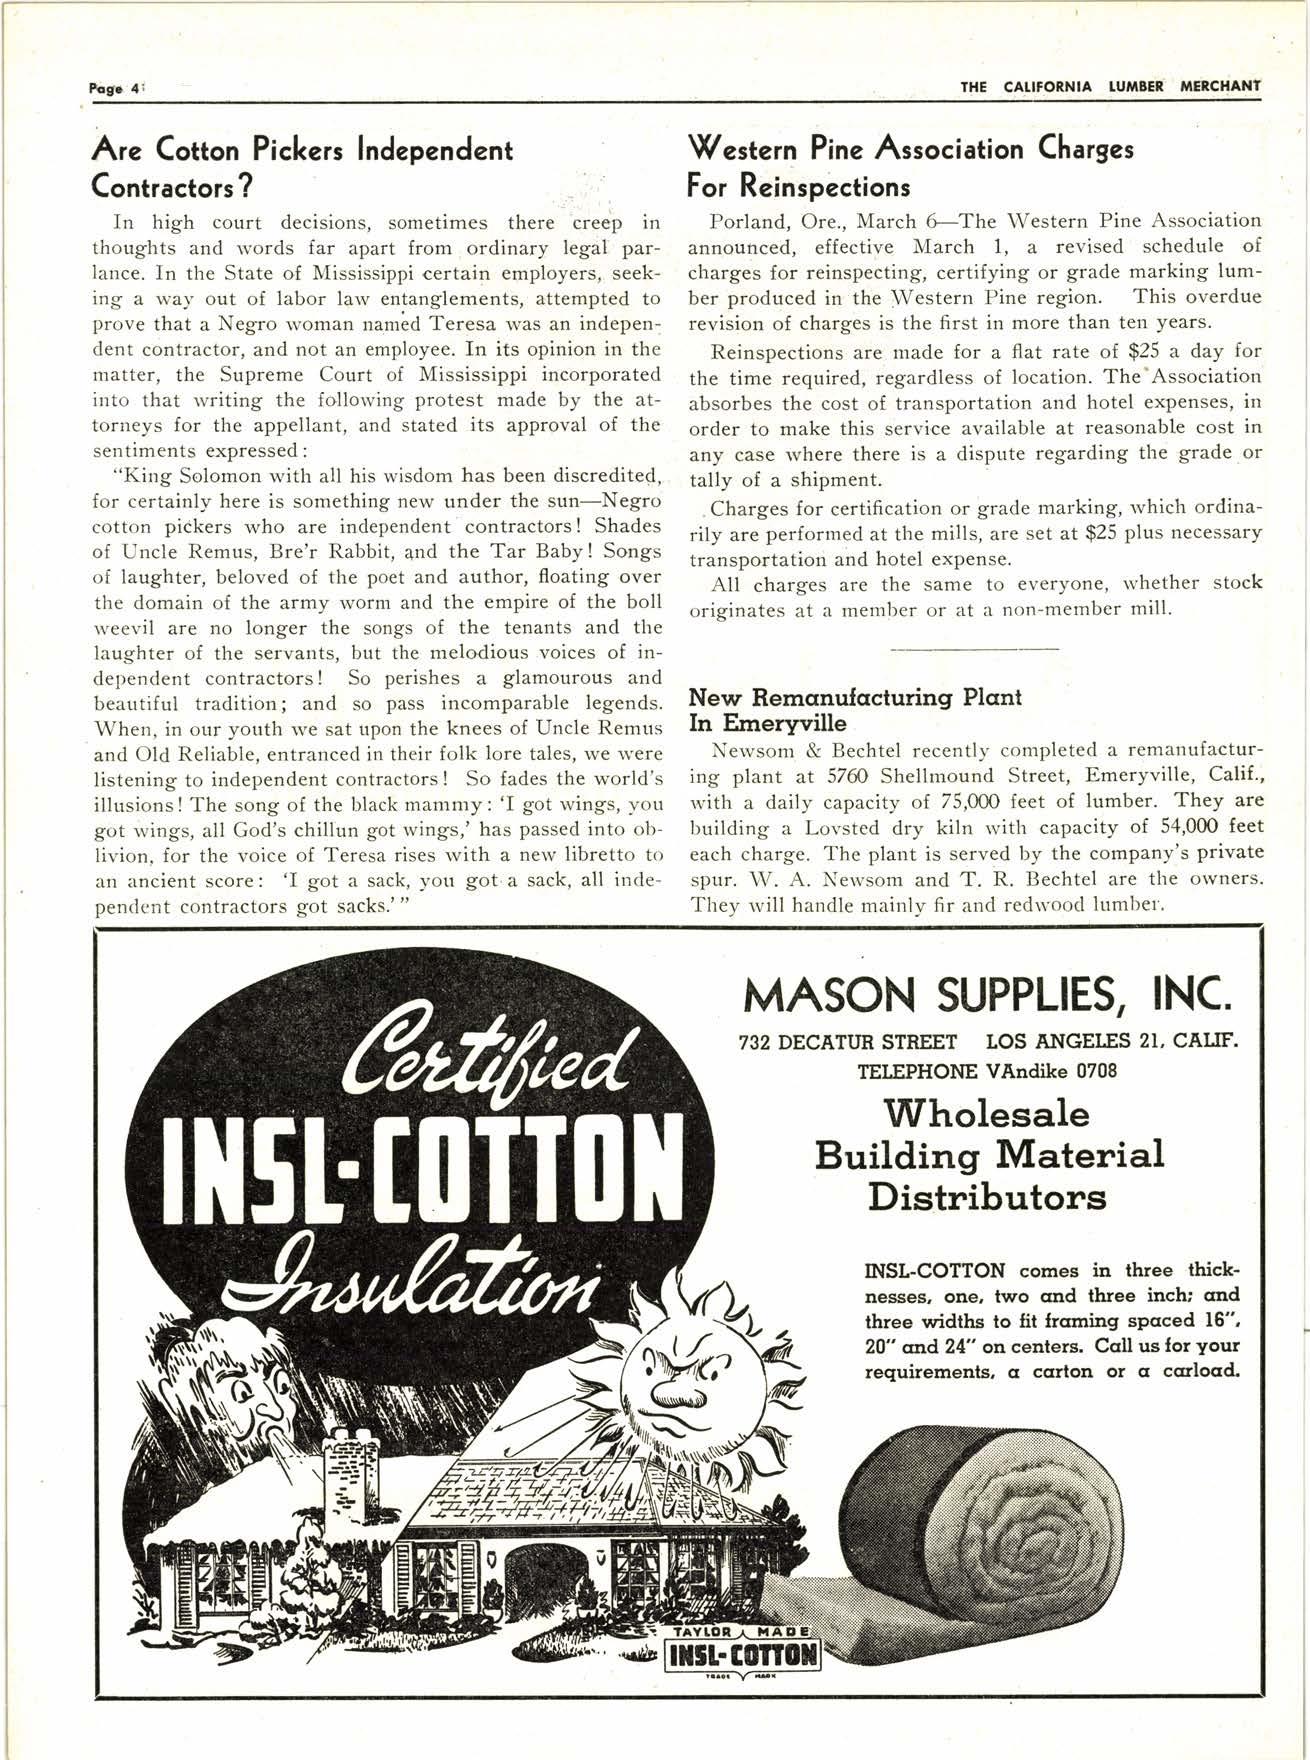 Page 4
THE CALIFORNIA LUMBER MERCHANT
Are Cotton Pickers Independent
Contractors?
In high court decisions, sometimes there creep in
thoughts and words far apart from ordinary legal par-
lance. In the State of Mississippi certain employers, seek-
ing a way out of labor law entanglements, attempted to
prove that a Negro woman named Teresa was an indepen-
dent contractor, and not an employee. In its opinion in the
matter, the Supreme Court of Mississippi incorporated
into that writing the following protest made by the at-
torneys for the appellant, and stated its approval of the
sentiments expressed:
"King Solomon with all his wisdom has been discredited,
for certainly here is something new under the sun—Negro
cotton pickers who are independent contractors! Shades
of Uncle Remus, Bre'r Rabbit, and the Tar Baby! Songs
of laughter, beloved of the poet and author, floating over
the domain of the army worm and the empire of the boll
weevil are no longer the songs of the tenants and the
laughter of the servants, but the melodious voices of in-
dependent contractors! So perishes a glamourous and
beautiful tradition; and so pass incomparable legends.
When, in our youth we sat upon the knees of Uncle Remus
and Old Reliable, entranced in their folk lore tales, we were
listening to independent contractors! So fades the world's
illusions! The song of the black mammy: 'I got wings, you
got wings, all God's chillun got wings,' has passed into ob-
livion, for the voice of Teresa rises with a new libretto to
an ancient score: 'I got a sack, you got a sack, all inde-
pendent contractors got sacks.' "
Western Pine Association Charges
For Reinspections
Porland, Ore., March 6—The Western Pine Association
announced, effective March 1, a revised schedule of
charges for reinspecting, certifying or grade marking lum-
ber produced in the Western Pine region. This overdue
revision of charges is the first in more than ten years.
Reinspections are made for a flat rate of $25 a day for
the time required, regardless of location. The Association
absorbes the cost of transportation and hotel expenses, in
order to make this service available at reasonable cost in
any case where there is a dispute regarding the grade or
tally of a shipment.
Charges for certification or grade marking, which ordina-
rily are performed at the mills, are set at $25 plus necessary
transportation and hotel expense.
All charges are the same to everyone, whether stock
originates at a member or at a non-member mill.
New Remanufacturing Plant
In Emeryville
Newsom & Bechtel recently completed a remanufactur-
ing plant at 5760 Shellmound Street, Emeryville, Calif.,
with a daily capacity of 75,000 feet of lumber. They are
building a Lovsted dry kiln with capacity of 54,000 feet
each charge. The plant is served by the company's private
spur. W. A. Newsom and T. R. Bechtel are the owners.
They will handle mainly fir and redwood lumber.
Certified
INSL-COTTON
Insulation
MASON SUPPLIES, INC.
732 DECATUR STREET LOS ANGELES 21, CALIF.
TELEPHONE VAndike 0708
Wholesale
Building Material
Distributors
INSL-COTTON comes in three thick-
nesses, one, two and three inch; and
three widths to fit framing spaced 16",
20" and 24" on centers. Call us for your
requirements, a carton or a carload.
TAYLOR MADE
INSL-COTTON
TRADE MARK